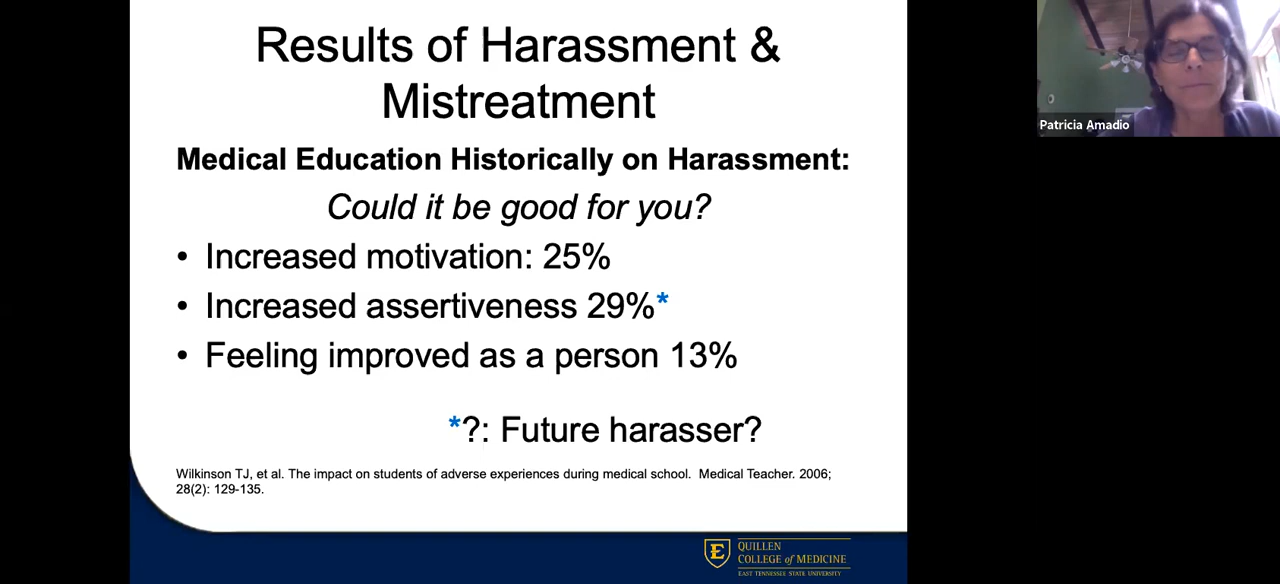 Results of Harassment &
Mistreatment
Medical Education Historically on Harassment:
Could it be good for you?
• Increased motivation: 25%
• Increased assertiveness 29%*
• Feeling improved as a person 13%
*?: Future harasser?
Wilkinson TJ, et al. The impact on students of adverse experiences during medical school. Medical Teacher. 2006;
28(2): 129-135.
E
QUILLEN
COLLEGE of MEDICINE
EAST TENNESSEE STATE UNIVERSITY
Patricia Amadio